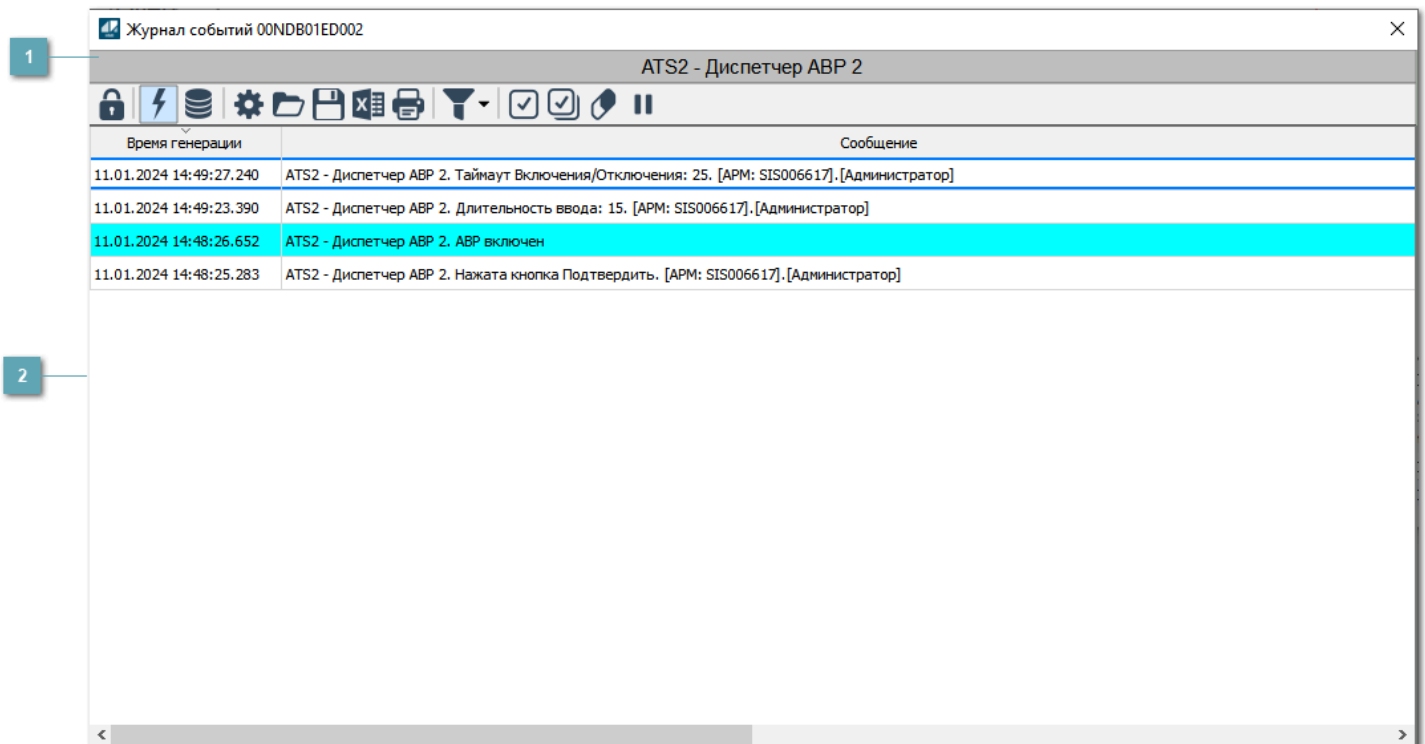 Журнал событий 00NDB01ED002
1
ATS2 - Диспетчер АВР 2
Время генерации Сообщение
11.01.2024 14:49:27.240 ATS2 - Диспетчер АВР 2. Таймаут Включения/Отключения: 25. [АРМ: SIS006617].[Администратор]
11.01.2024 14:49:23.390 ATS2 - Диспетчер АВР 2. Длительность ввода: 15. [АРМ: SIS006617].[Администратор]
11.01.2024 14:48:26.652 ATS2 - Диспетчер АВР 2. АВР включен
11.01.2024 14:48:25.283 ATS2 - Диспетчер АВР 2. Нажата кнопка Подтвердить. [АРМ: SIS006617].[Администратор]
2